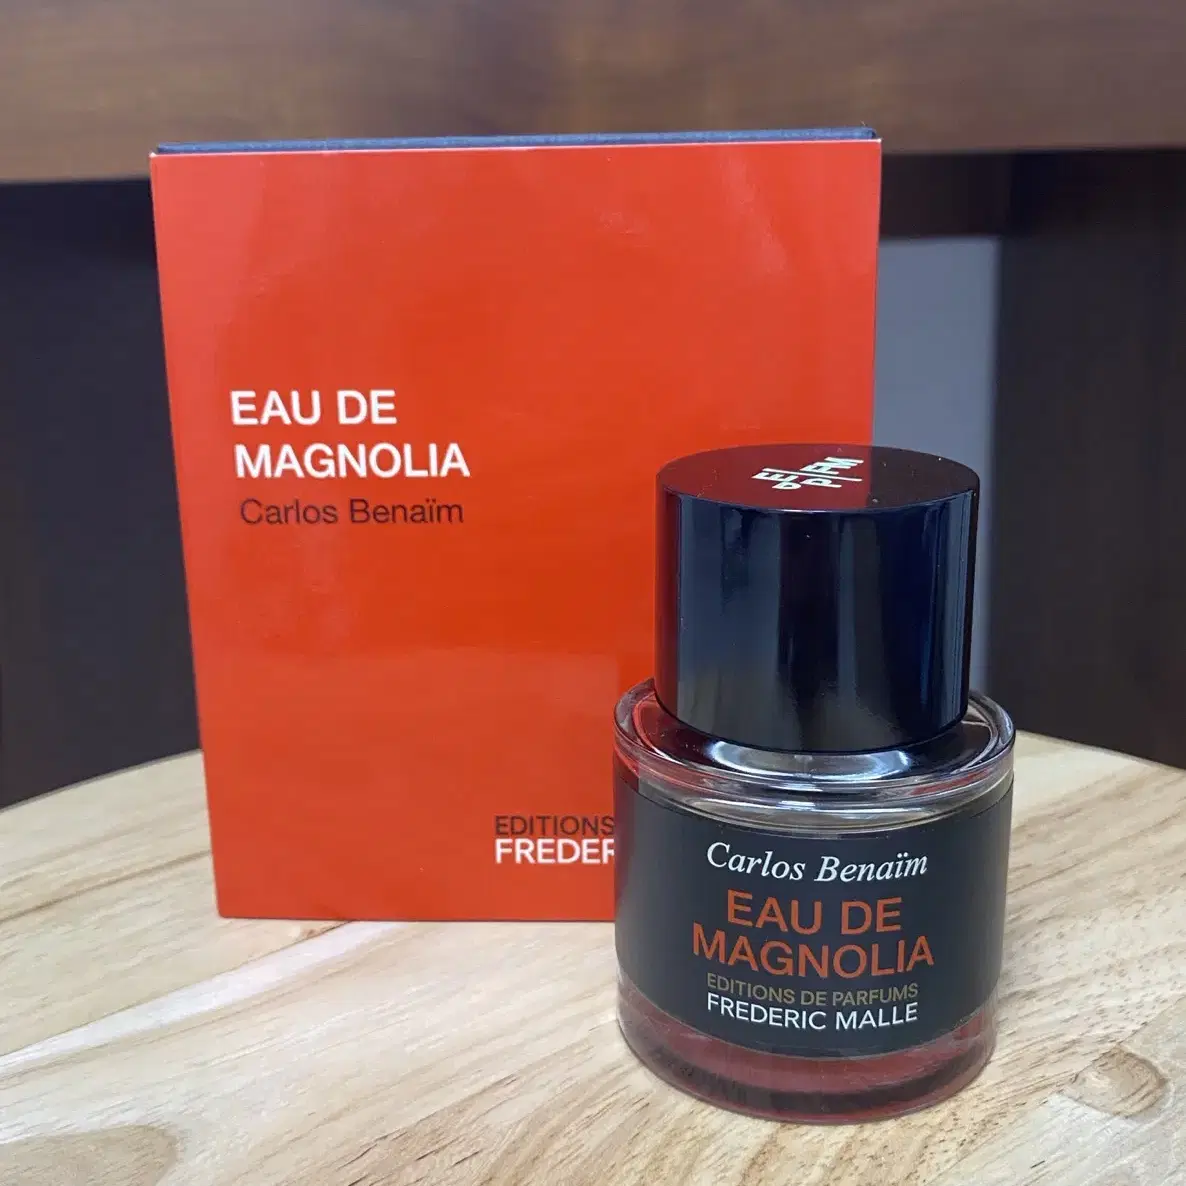 EAU DE
MAGNOLIA
Carlos Benaïm
EDITIONS
FREDER
Carlos Benaïm
EAU DE
MAGNOLIA
EDITIONS DE PARFUMS
FREDERIC MALLE